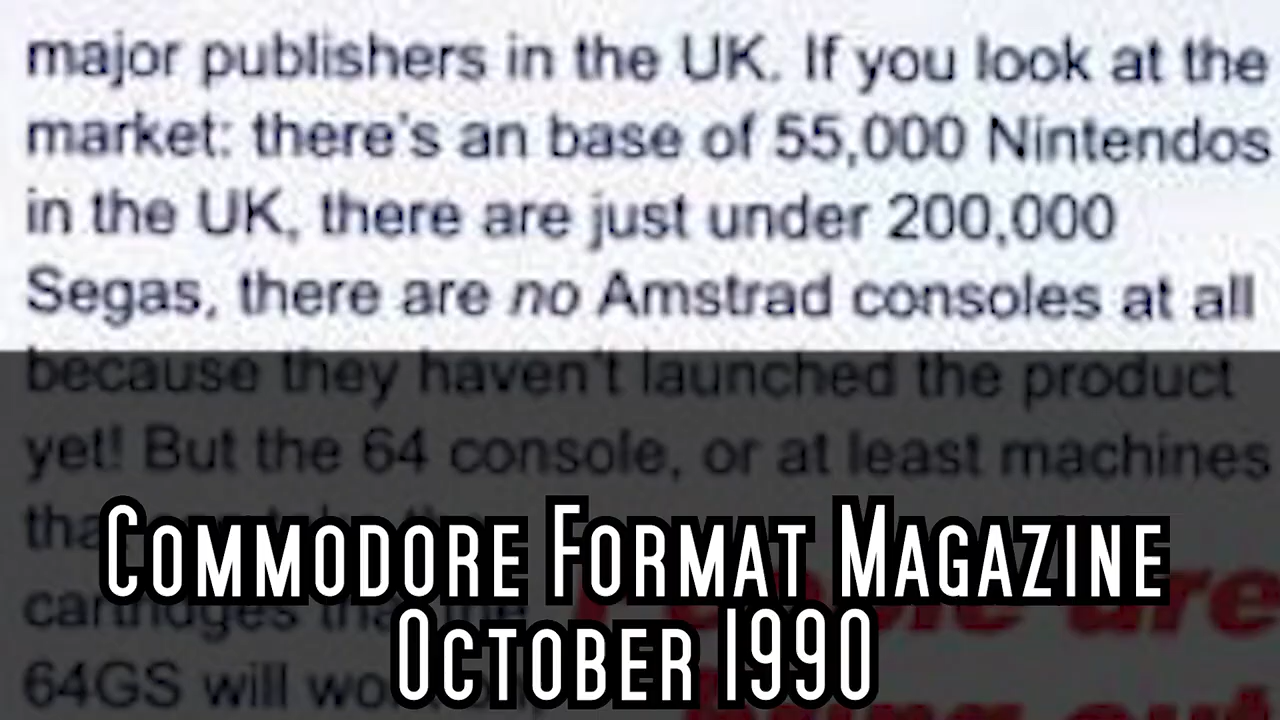 major publishers in the UK. If you look at the
market: there's an base of 55,000 Nintendos
in the UK, there are just under 200,000
Segas, there are no Amstrad consoles at all
because they haven't launched the product
yet! But the 64 console, or at least machines
Commodore Format Magazine
64GS will
October 1990